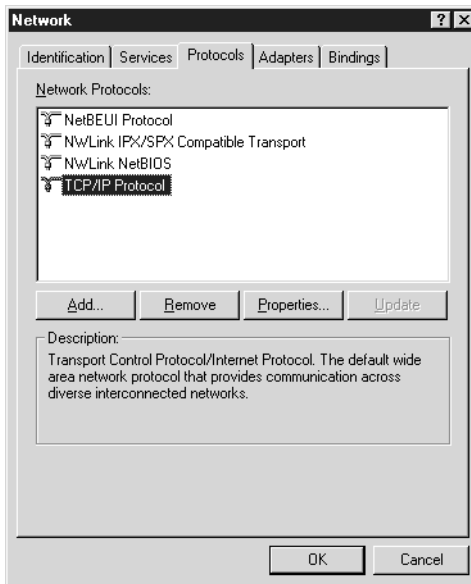 Network
Identification Services Protocols Adapters Bindings
Network Protocols:
NetBEUI Protocol
NWLink IPX/SPX Compatible Transport
NWLink NetBIOS
TCP/IP Protocol
Add... Remove Properties... Update
Description:
Transport Control Protocol/Internet Protocol. The default wide
area network protocol that provides communication across
diverse interconnected networks.
OK Cancel